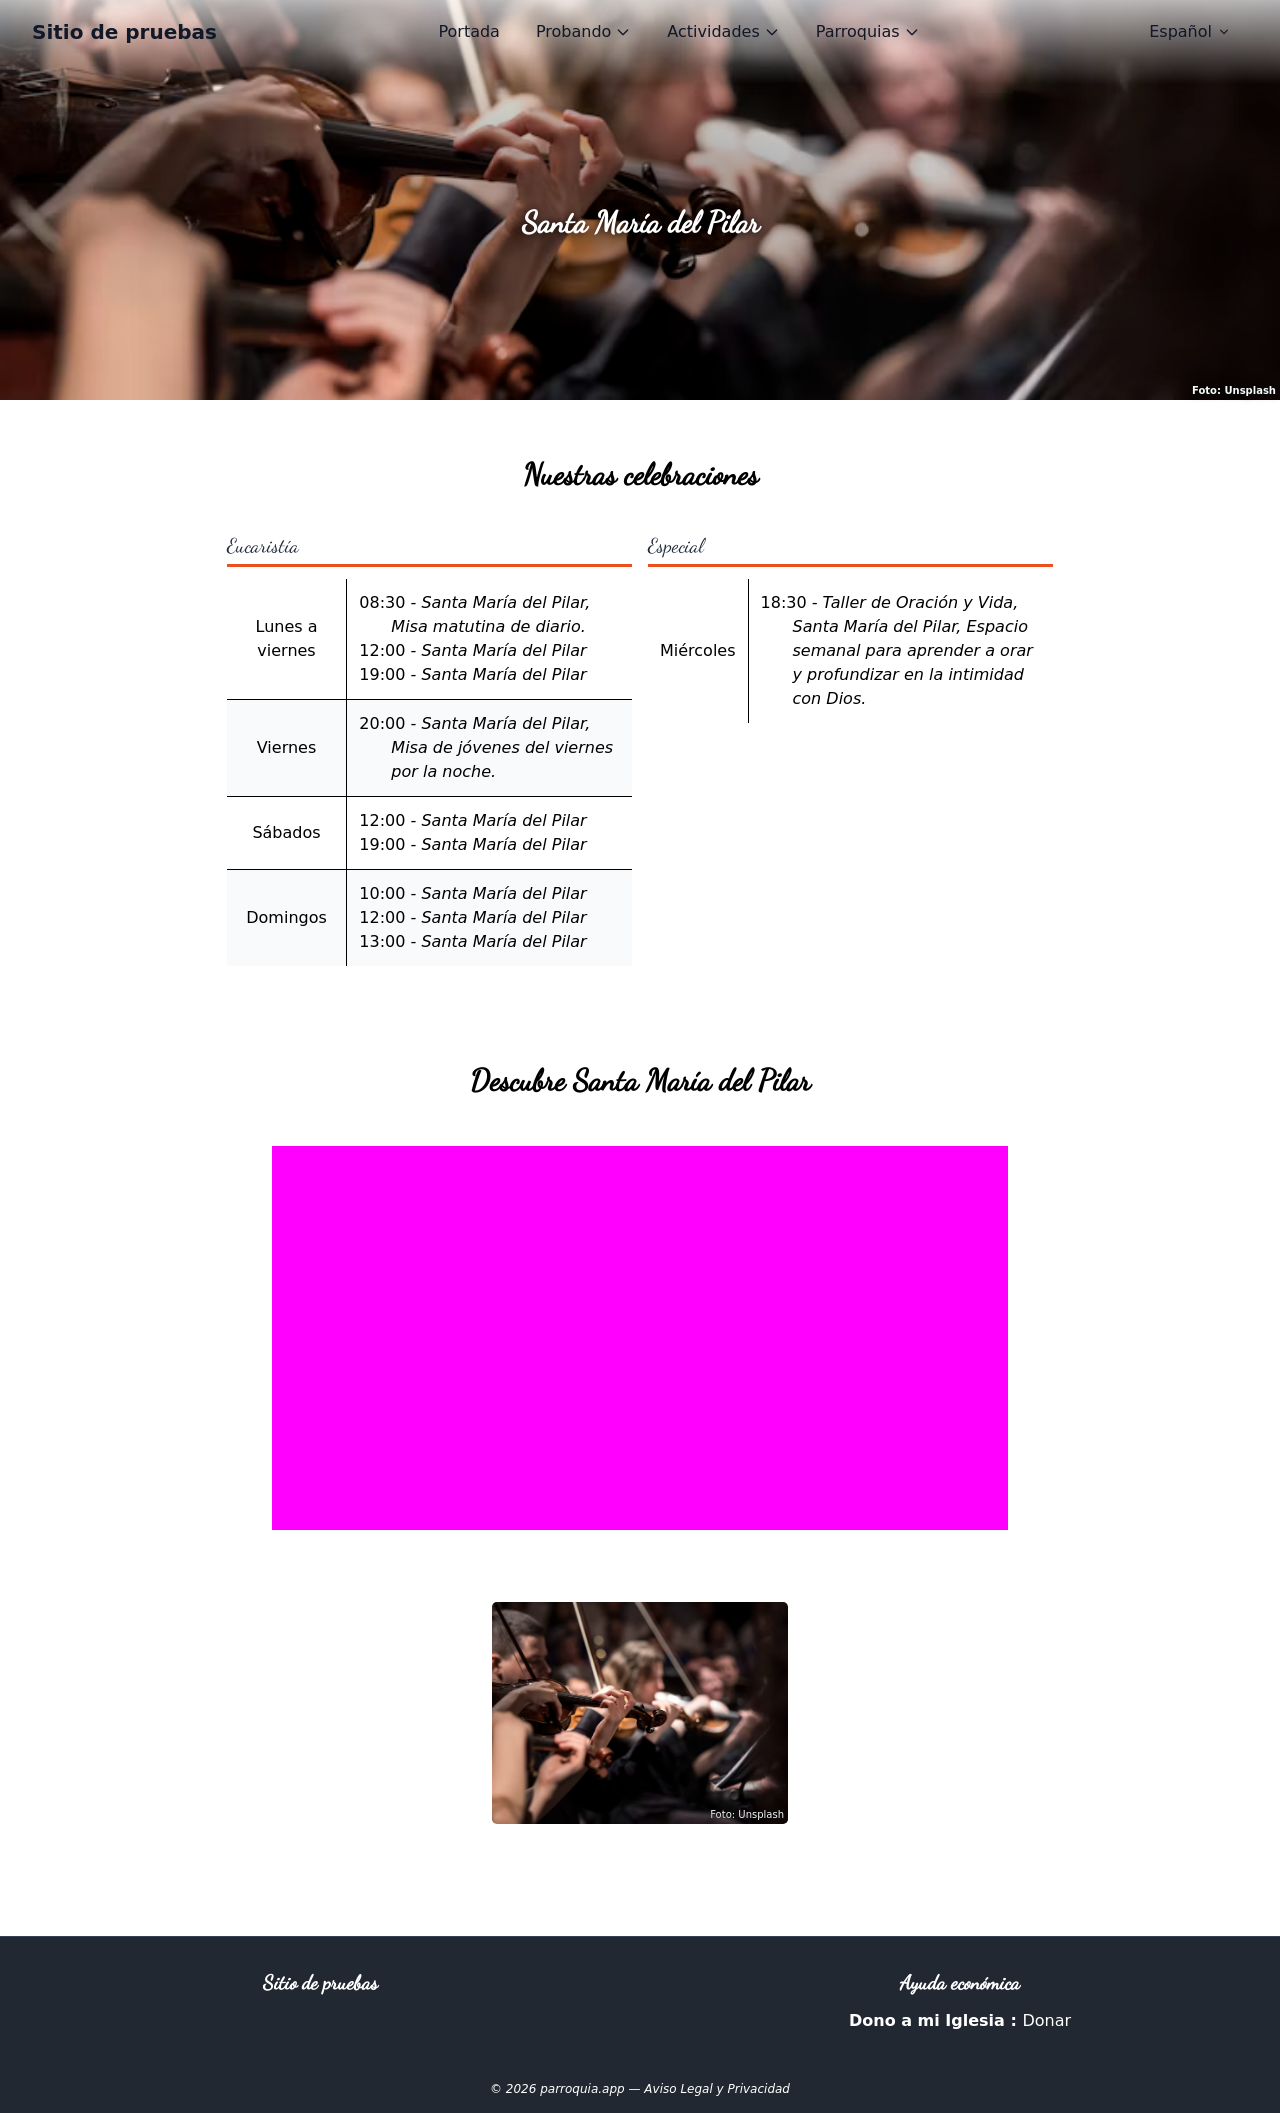 Sitio de pruebas
Portada
Probando
Actividades
Parroquias
Español
Santa María del Pilar
Foto: Unsplash
Nuestras celebraciones
Eucaristía
Lunes a
viernes
08:30 - Santa María del Pilar,
Misa matutina de diario.
12:00 - Santa María del Pilar
19:00 - Santa María del Pilar
Viernes
20:00 - Santa María del Pilar,
Misa de jóvenes del viernes
por la noche.
Sábados
12:00 - Santa María del Pilar
19:00 - Santa María del Pilar
Domingos
10:00 - Santa María del Pilar
12:00 - Santa María del Pilar
13:00 - Santa María del Pilar
Especial
Miércoles
18:30 - Taller de Oración y Vida,
Santa María del Pilar, Espacio
semanal para aprender a orar
y profundizar en la intimidad
con Dios.
Descubre Santa María del Pilar
Foto: Unsplash
Sitio de pruebas
Ayuda económica
Dono a mi Iglesia : Donar
© 2026 parroquia.app — Aviso Legal y Privacidad